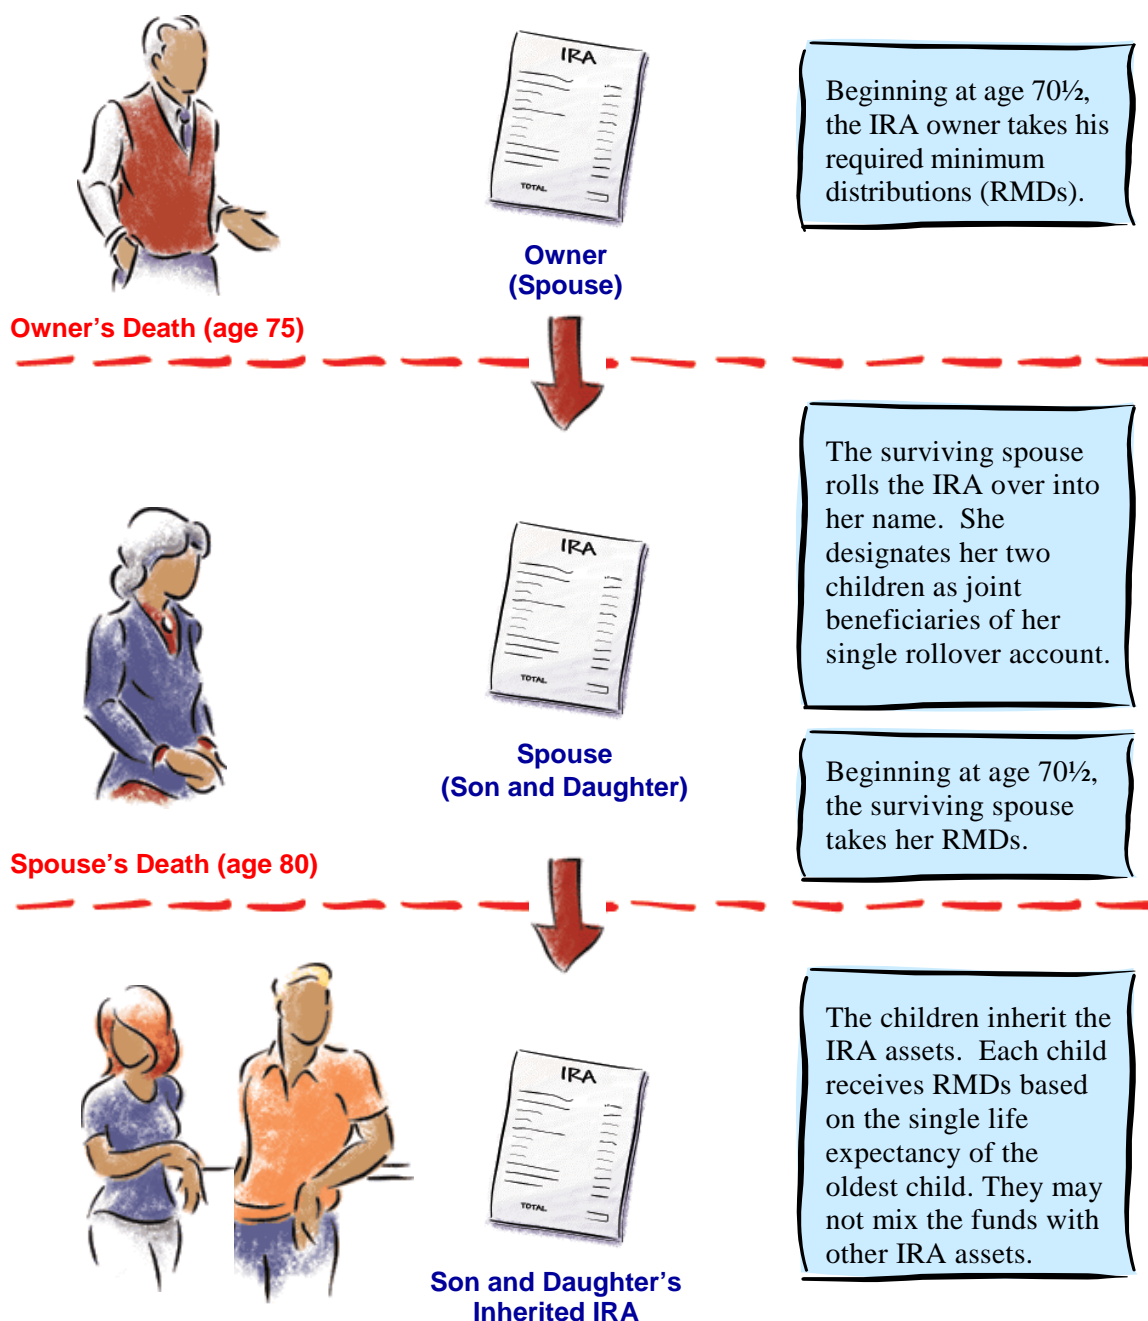 IRA
TOTAL
Beginning at age 70½,
the IRA owner takes his
required minimum
distributions (RMDs).
Owner
(Spouse)
Owner’s Death (age 75)
The surviving spouse
rolls the IRA over into
her name.  She
designates her two
children as joint
beneficiaries of her
single rollover account.
IRA
TOTAL
Spouse
(Son and Daughter)
Beginning at age 70½,
the surviving spouse
takes her RMDs.
Spouse’s Death (age 80)
The children inherit the
IRA assets.  Each child
receives RMDs based
on the single life
expectancy of the
oldest child. They may
not mix the funds with
other IRA assets.
IRA
TOTAL
Son and Daughter’s
Inherited IRA